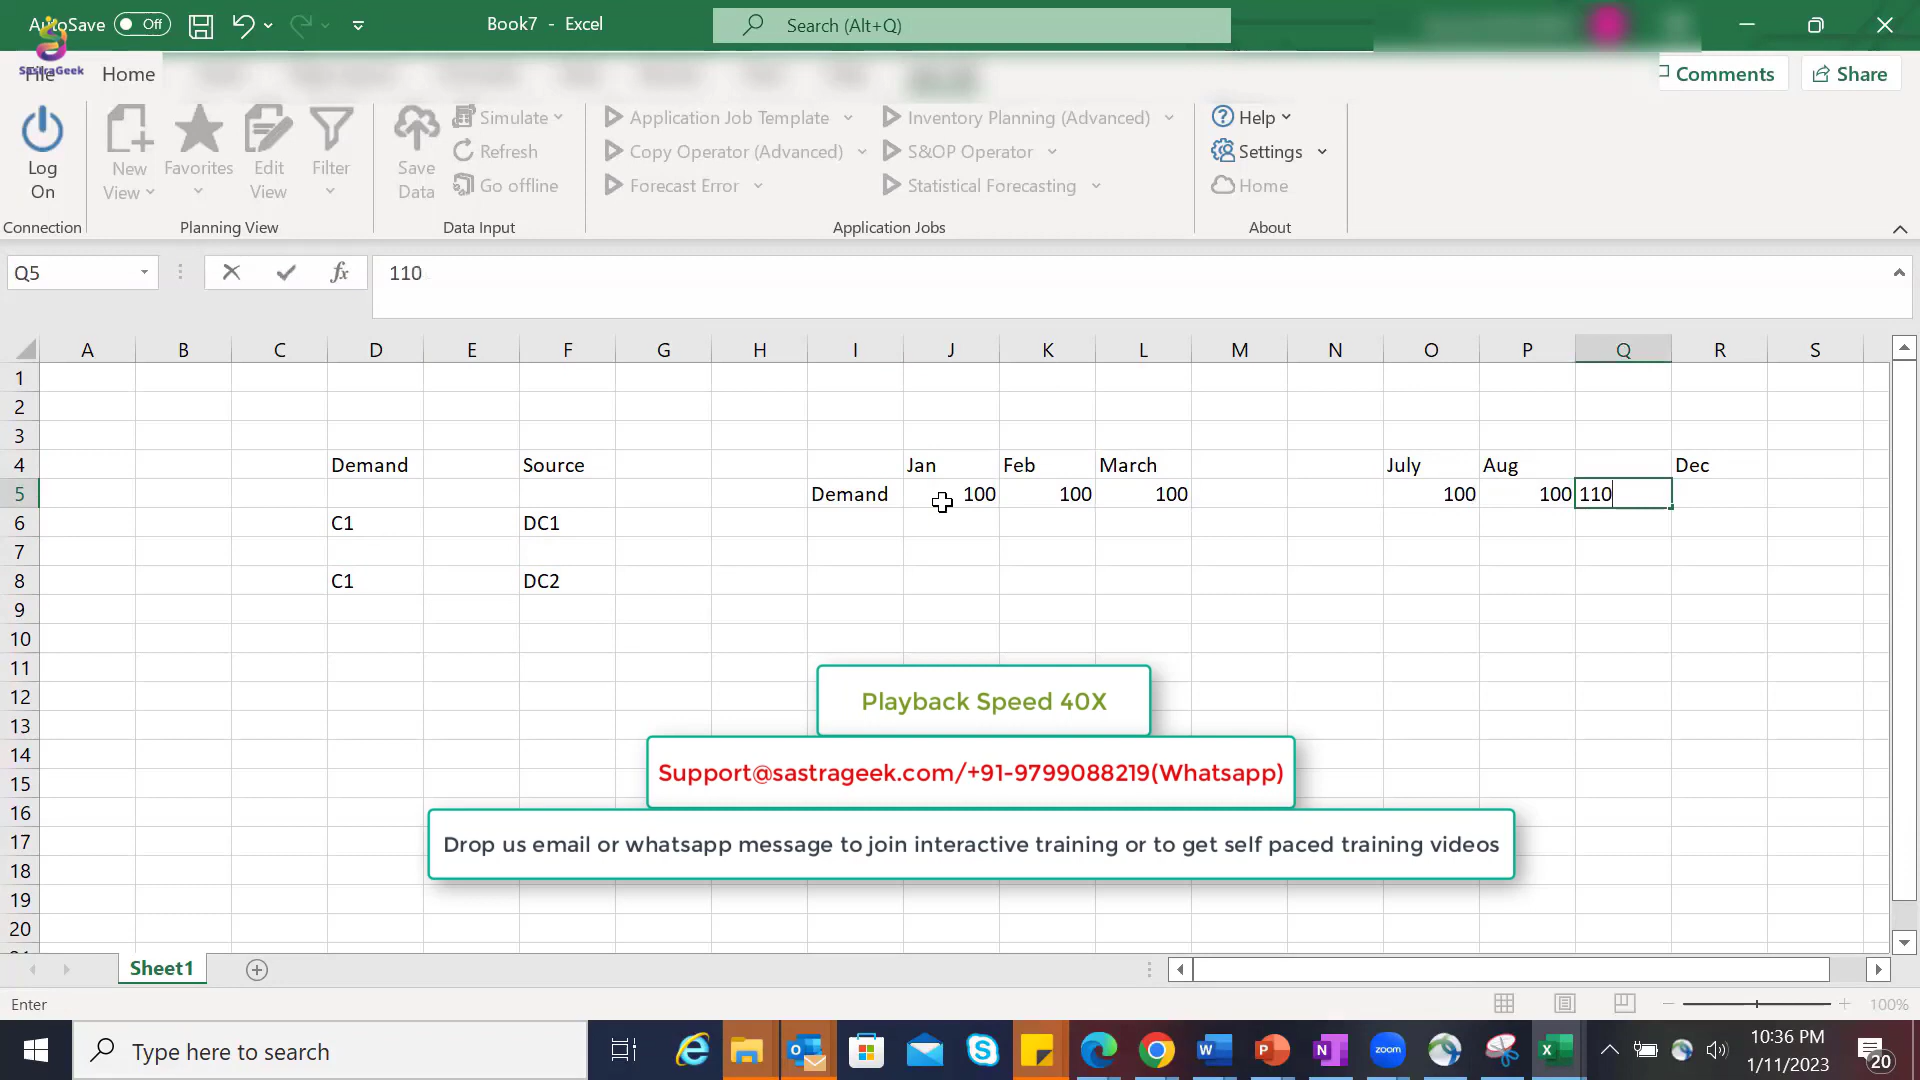 AutoSave Off Book7 - Excel Search (Alt+Q)
SastraGeek
File Home Comments Share
Log On
New View
Favorites
Edit View
Filter
Save Data
Simulate
Refresh
Go offline
Application Job Template
Copy Operator (Advanced)
Forecast Error
Inventory Planning (Advanced)
S&OP Operator
Statistical Forecasting
Help
Settings
Home
Connection Planning View Data Input Application Jobs About
Q5 fx 110
A B C D E F G H I J K L M N O P Q R S
1
2
3
4 Demand Source Jan Feb March July Aug Dec
5 Demand 100 100 100 100 100 110
6 C1 DC1
7
8 C1 DC2
9
10
11
12
13
14
15
16
17
18
19
20
Playback Speed 40X
Support@sastrageek.com/+91-9799088219(Whatsapp)
Drop us email or whatsapp message to join interactive training or to get self paced training videos
Sheet1
Enter 100%
Type here to search
zoom
10:36 PM
1/11/2023
20